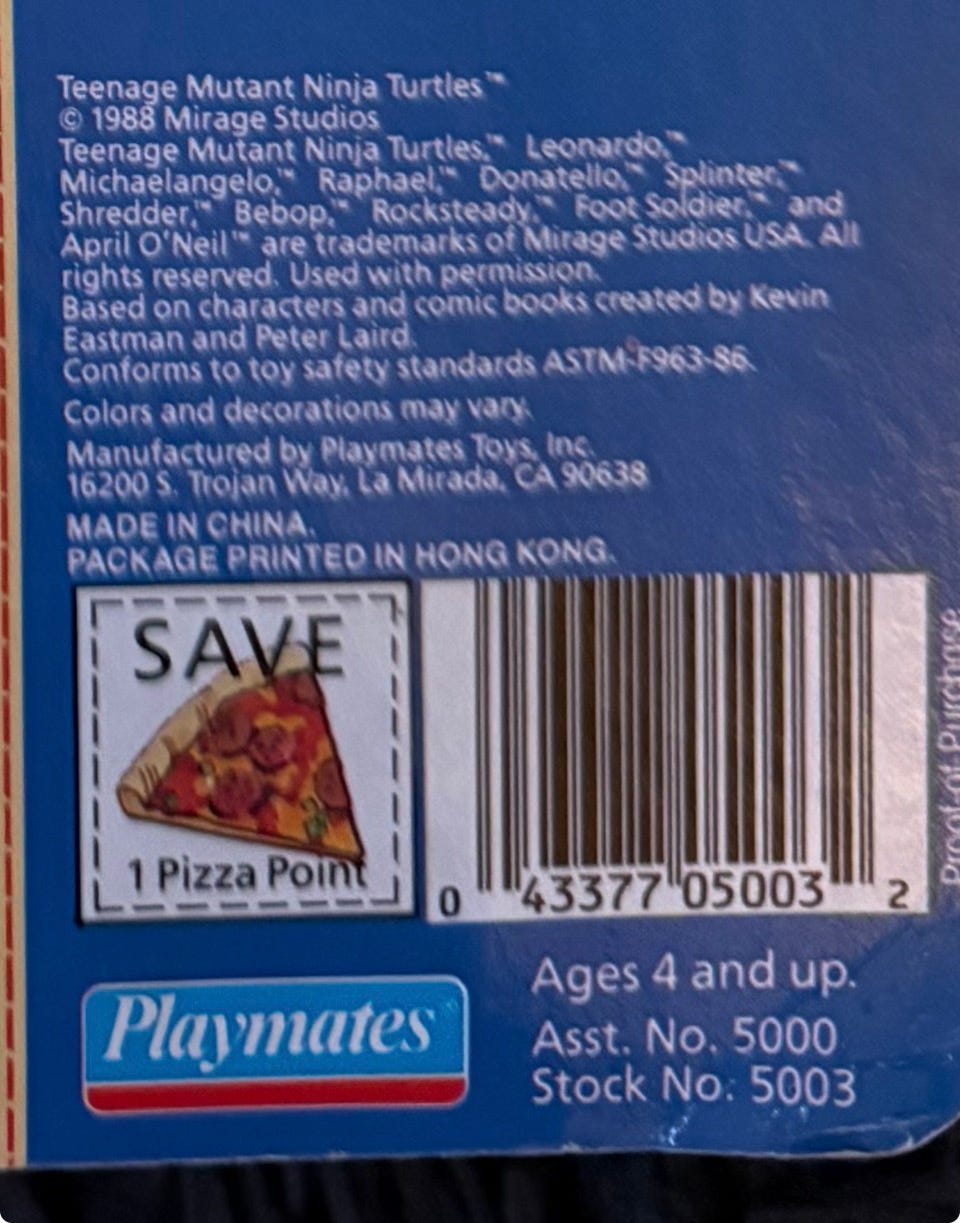 Teenage Mutant Ninja Turtles™
© 1988 Mirage Studios
Teenage Mutant Ninja Turtles,™ Leonardo,™
Michaelangelo,™ Raphael,™ Donatello,™ Splinter,™
Shredder,™ Bebop,™ Rocksteady,™ Foot Soldier,™ and
April O'Neil™ are trademarks of Mirage Studios USA. All
rights reserved. Used with permission.
Based on characters and comic books created by Kevin
Eastman and Peter Laird.
Conforms to toy safety standards ASTM-F963-86.
Colors and decorations may vary.
Manufactured by Playmates Toys, Inc.
16200 S. Trojan Way, La Mirada, CA 90638
MADE IN CHINA.
PACKAGE PRINTED IN HONG KONG.
SAVE
1 Pizza Point
0 43377 05003 2
Proof-of Purchase
Playmates
Ages 4 and up.
Asst. No. 5000
Stock No. 5003